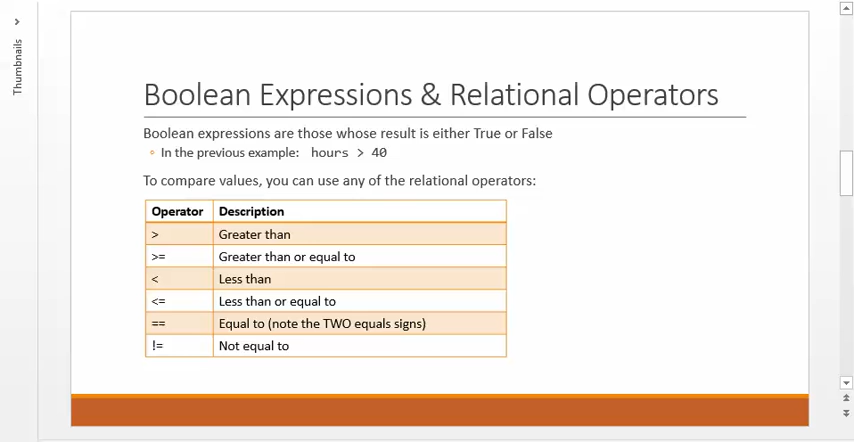 Thumbnails
Boolean Expressions & Relational Operators
Boolean expressions are those whose result is either True or False
In the previous example: hours > 40
To compare values, you can use any of the relational operators:
Operator Description
> Greater than
>= Greater than or equal to
< Less than
<= Less than or equal to
== Equal to (note the TWO equals signs)
!= Not equal to